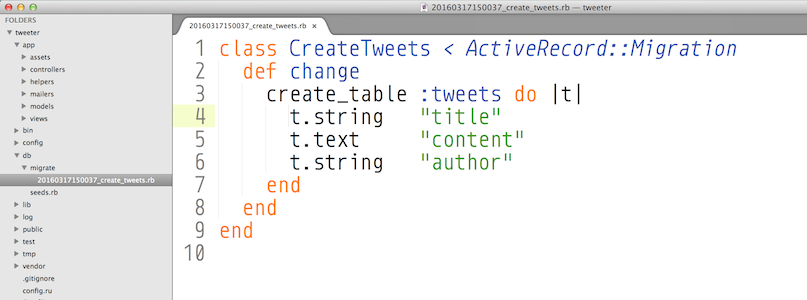 20160317150037_create_tweets.rb — tweeter
FOLDERS
tweeter
app
assets
controllers
helpers
mailers
models
views
bin
config
db
migrate
20160317150037_create_tweets.rb
seeds.rb
lib
log
public
test
tmp
vendor
.gitignore
config.ru
20160317150037_create_tweets.rb ×
1 class CreateTweets < ActiveRecord::Migration
2 def change
3 create_table :tweets do |t|
4 t.string "title"
5 t.text "content"
6 t.string "author"
7 end
8 end
9 end
10